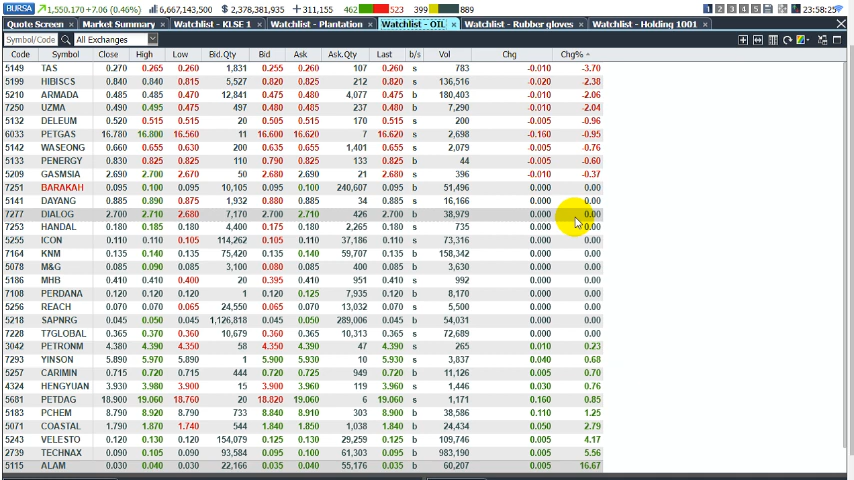 BURSA 1,550.170 +7.06 (0.46%) 6,667,143,500 $ 2,378,381,935 +311,155 462 523 399 889 1 2 3 4 5 23:58:25
Quote Screen × Market Summary × Watchlist - KLSE 1 × Watchlist - Plantation × Watchlist - OIL × Watchlist - Rubber gloves × Watchlist - Holding 1001 ×
Symbol/Code All Exchanges
Code Symbol Close High Low Bid.Qty Bid Ask Ask.Qty Last b/s Vol Chg Chg%
5149 TAS 0.270 0.265 0.260 1,831 0.255 0.260 107 0.260 s 783 -0.010 -3.70
5199 HIBISCS 0.840 0.840 0.815 5,527 0.820 0.825 212 0.820 s 136,516 -0.020 -2.38
5210 ARMADA 0.485 0.485 0.470 12,841 0.475 0.480 4,077 0.475 b 180,403 -0.010 -2.06
7250 UZMA 0.490 0.495 0.475 497 0.480 0.485 237 0.480 b 7,290 -0.010 -2.04
5132 DELEUM 0.520 0.515 0.515 20 0.505 0.515 170 0.515 s 200 -0.005 -0.96
6033 PETGAS 16.780 16.800 16.560 11 16.600 16.620 7 16.620 s 2,698 -0.160 -0.95
5142 WASEONG 0.660 0.655 0.630 200 0.635 0.655 1,401 0.655 s 2,079 -0.005 -0.76
5133 PENERGY 0.830 0.825 0.825 110 0.790 0.825 133 0.825 b 44 -0.005 -0.60
5209 GASMSIA 2.690 2.700 2.670 50 2.680 2.690 21 2.680 s 396 -0.010 -0.37
7251 BARAKAH 0.095 0.100 0.090 10,105 0.095 0.100 240,607 0.095 b 51,496 0.000 0.00
5141 DAYANG 0.885 0.890 0.875 1,932 0.880 0.885 34 0.885 s 16,166 0.000 0.00
7277 DIALOG 2.700 2.710 2.680 7,170 2.700 2.710 426 2.700 b 38,979 0.000 0.00
7253 HANDAL 0.180 0.185 0.180 4,400 0.175 0.180 2,265 0.180 s 735 0.000 0.00
5255 ICON 0.110 0.110 0.105 114,262 0.105 0.110 37,186 0.110 s 73,316 0.000 0.00
7164 KNM 0.135 0.140 0.135 75,420 0.135 0.140 59,707 0.135 b 158,342 0.000 0.00
5078 M&G 0.085 0.090 0.085 3,100 0.080 0.085 400 0.085 b 3,630 0.000 0.00
5186 MHB 0.410 0.410 0.400 20 0.395 0.410 951 0.410 s 992 0.000 0.00
7108 PERDANA 0.120 0.120 0.120 1 0.120 0.125 7,935 0.120 b 8,170 0.000 0.00
5256 REACH 0.070 0.070 0.065 24,550 0.065 0.070 13,032 0.070 s 5,500 0.000 0.00
5218 SAPNRG 0.045 0.050 0.045 1,126,818 0.045 0.050 289,006 0.045 b 54,031 0.000 0.00
7228 T7GLOBAL 0.365 0.370 0.360 10,679 0.360 0.365 10,313 0.365 s 72,689 0.000 0.00
3042 PETRONM 4.380 4.390 4.350 58 4.350 4.390 47 4.390 s 265 0.010 0.23
7293 YINSON 5.890 5.970 5.890 1 5.900 5.930 10 5.930 s 3,837 0.040 0.68
5257 CARIMIN 0.715 0.720 0.715 444 0.720 0.725 949 0.720 b 11,126 0.005 0.70
4324 HENGYUAN 3.930 3.980 3.900 15 3.900 3.960 119 3.960 s 1,446 0.030 0.76
5681 PETDAG 18.900 19.060 18.760 20 18.820 19.060 6 19.060 s 1,171 0.160 0.85
5183 PCHEM 8.790 8.920 8.790 733 8.840 8.910 303 8.900 b 38,586 0.110 1.25
5071 COASTAL 1.790 1.870 1.740 544 1.840 1.850 1,038 1.840 b 24,434 0.050 2.79
5243 VELESTO 0.120 0.130 0.120 154,079 0.125 0.130 29,259 0.125 b 109,746 0.005 4.17
2739 TECHNAX 0.090 0.105 0.090 93,584 0.095 0.100 61,303 0.095 b 983,190 0.005 5.56
5115 ALAM 0.030 0.040 0.030 22,166 0.035 0.040 55,176 0.035 b 60,207 0.005 16.67